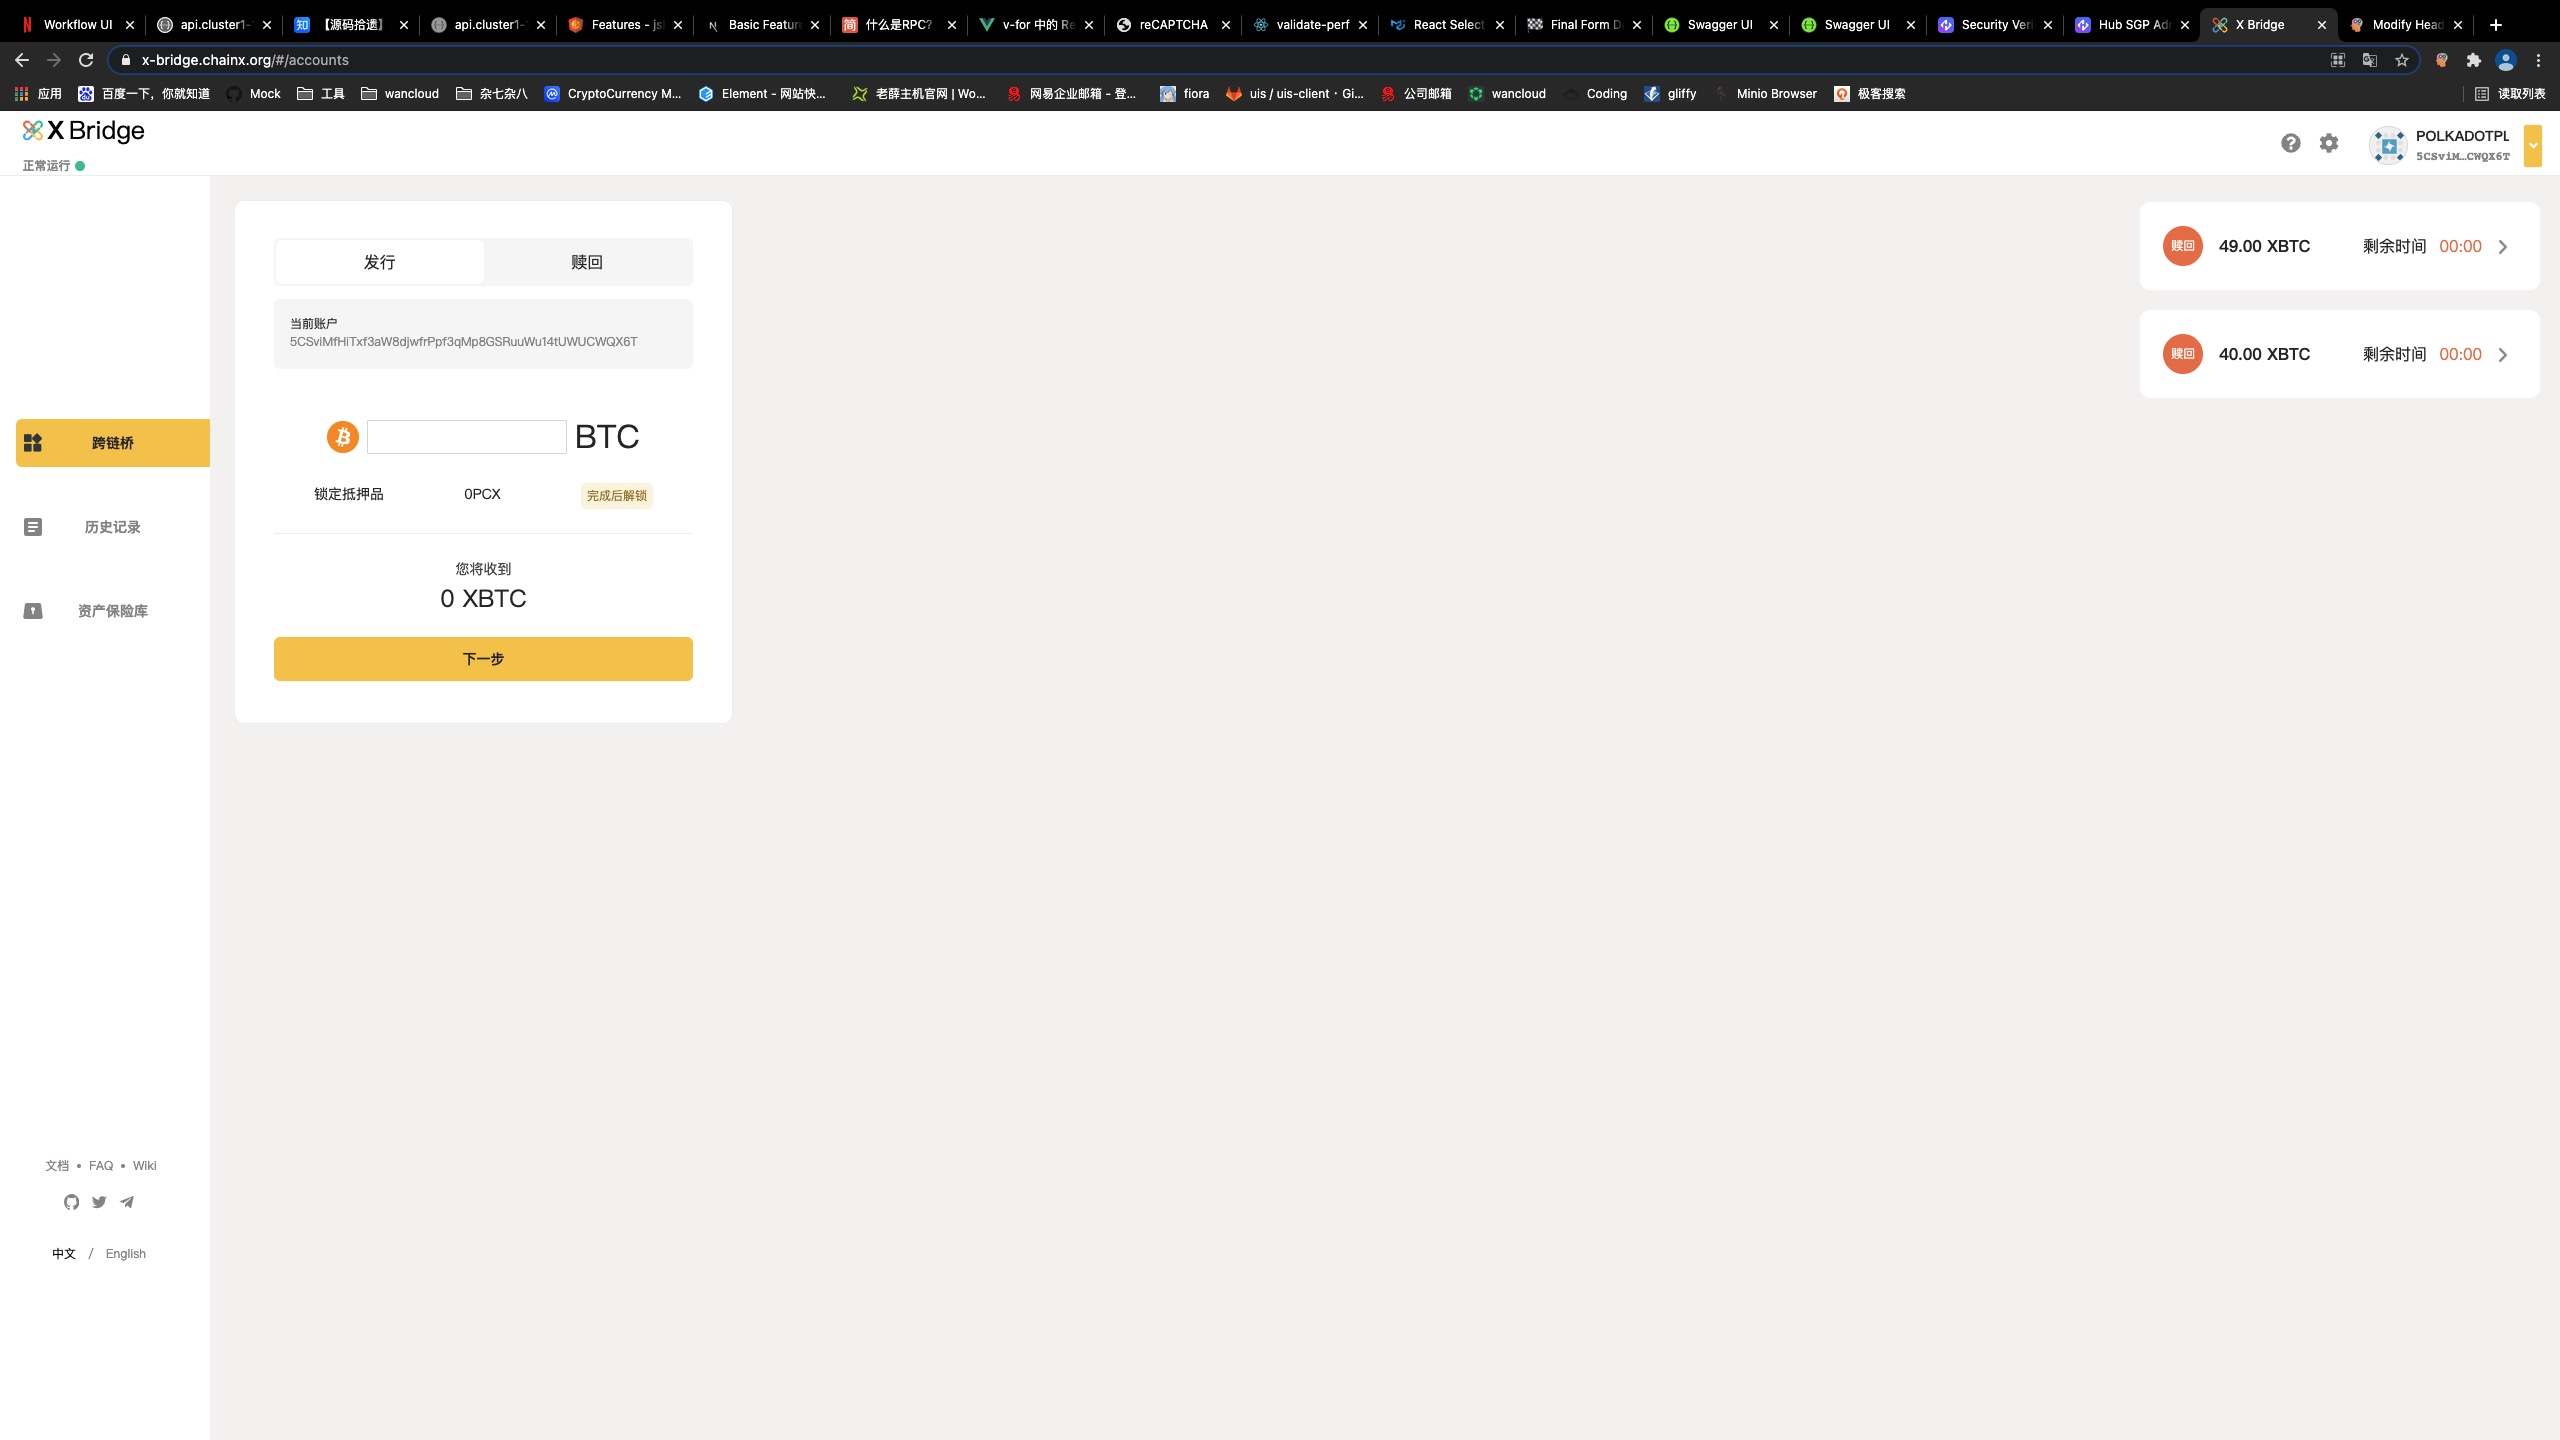 Workflow UI
api.cluster1-
【源码拾遗】
api.cluster1-
Features - js
Basic Feature
什么是RPC?
v-for 中的 Re
reCAPTCHA
validate-perf
React Select
Final Form D
Swagger UI
Swagger UI
Security Veri
Hub SGP Ad
X Bridge
Modify Head
x-bridge.chainx.org/#/accounts
应用
百度一下，你就知道
Mock
工具
wancloud
杂七杂八
CryptoCurrency M...
Element - 网站快...
老薛主机官网 | Wo...
网易企业邮箱 - 登...
fiora
uis / uis-client · Gi...
公司邮箱
wancloud
Coding
gliffy
Minio Browser
极客搜索
读取列表
X Bridge
正常运行
POLKADOTPL
5CSviM…CWQX6T
跨链桥
历史记录
资产保险库
发行
赎回
当前账户
5CSviMfHiTxf3aW8djwfrPpf3qMp8GSRuuWu14tUWUCWQX6T
BTC
锁定抵押品 0PCX 完成后解锁
您将收到
0 XBTC
下一步
赎回 49.00 XBTC 剩余时间 00:00
赎回 40.00 XBTC 剩余时间 00:00
文档 • FAQ • Wiki
中文 / English